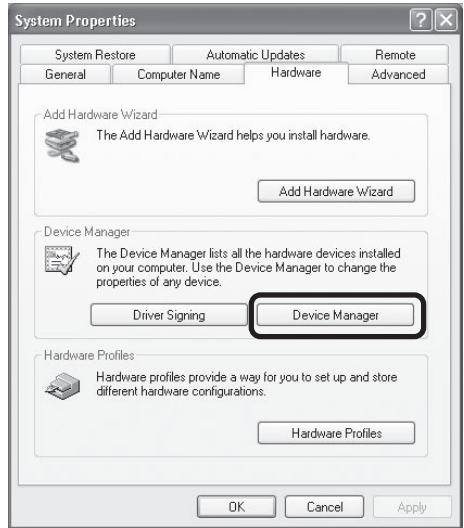 System Properties
System Restore Automatic Updates Remote
General Computer Name Hardware Advanced
Add Hardware Wizard
The Add Hardware Wizard helps you install hardware.
Add Hardware Wizard
Device Manager
The Device Manager lists all the hardware devices installed
on your computer. Use the Device Manager to change the
properties of any device.
Driver Signing Device Manager
Hardware Profiles
Hardware profiles provide a way for you to set up and store
different hardware configurations.
Hardware Profiles
OK Cancel Apply